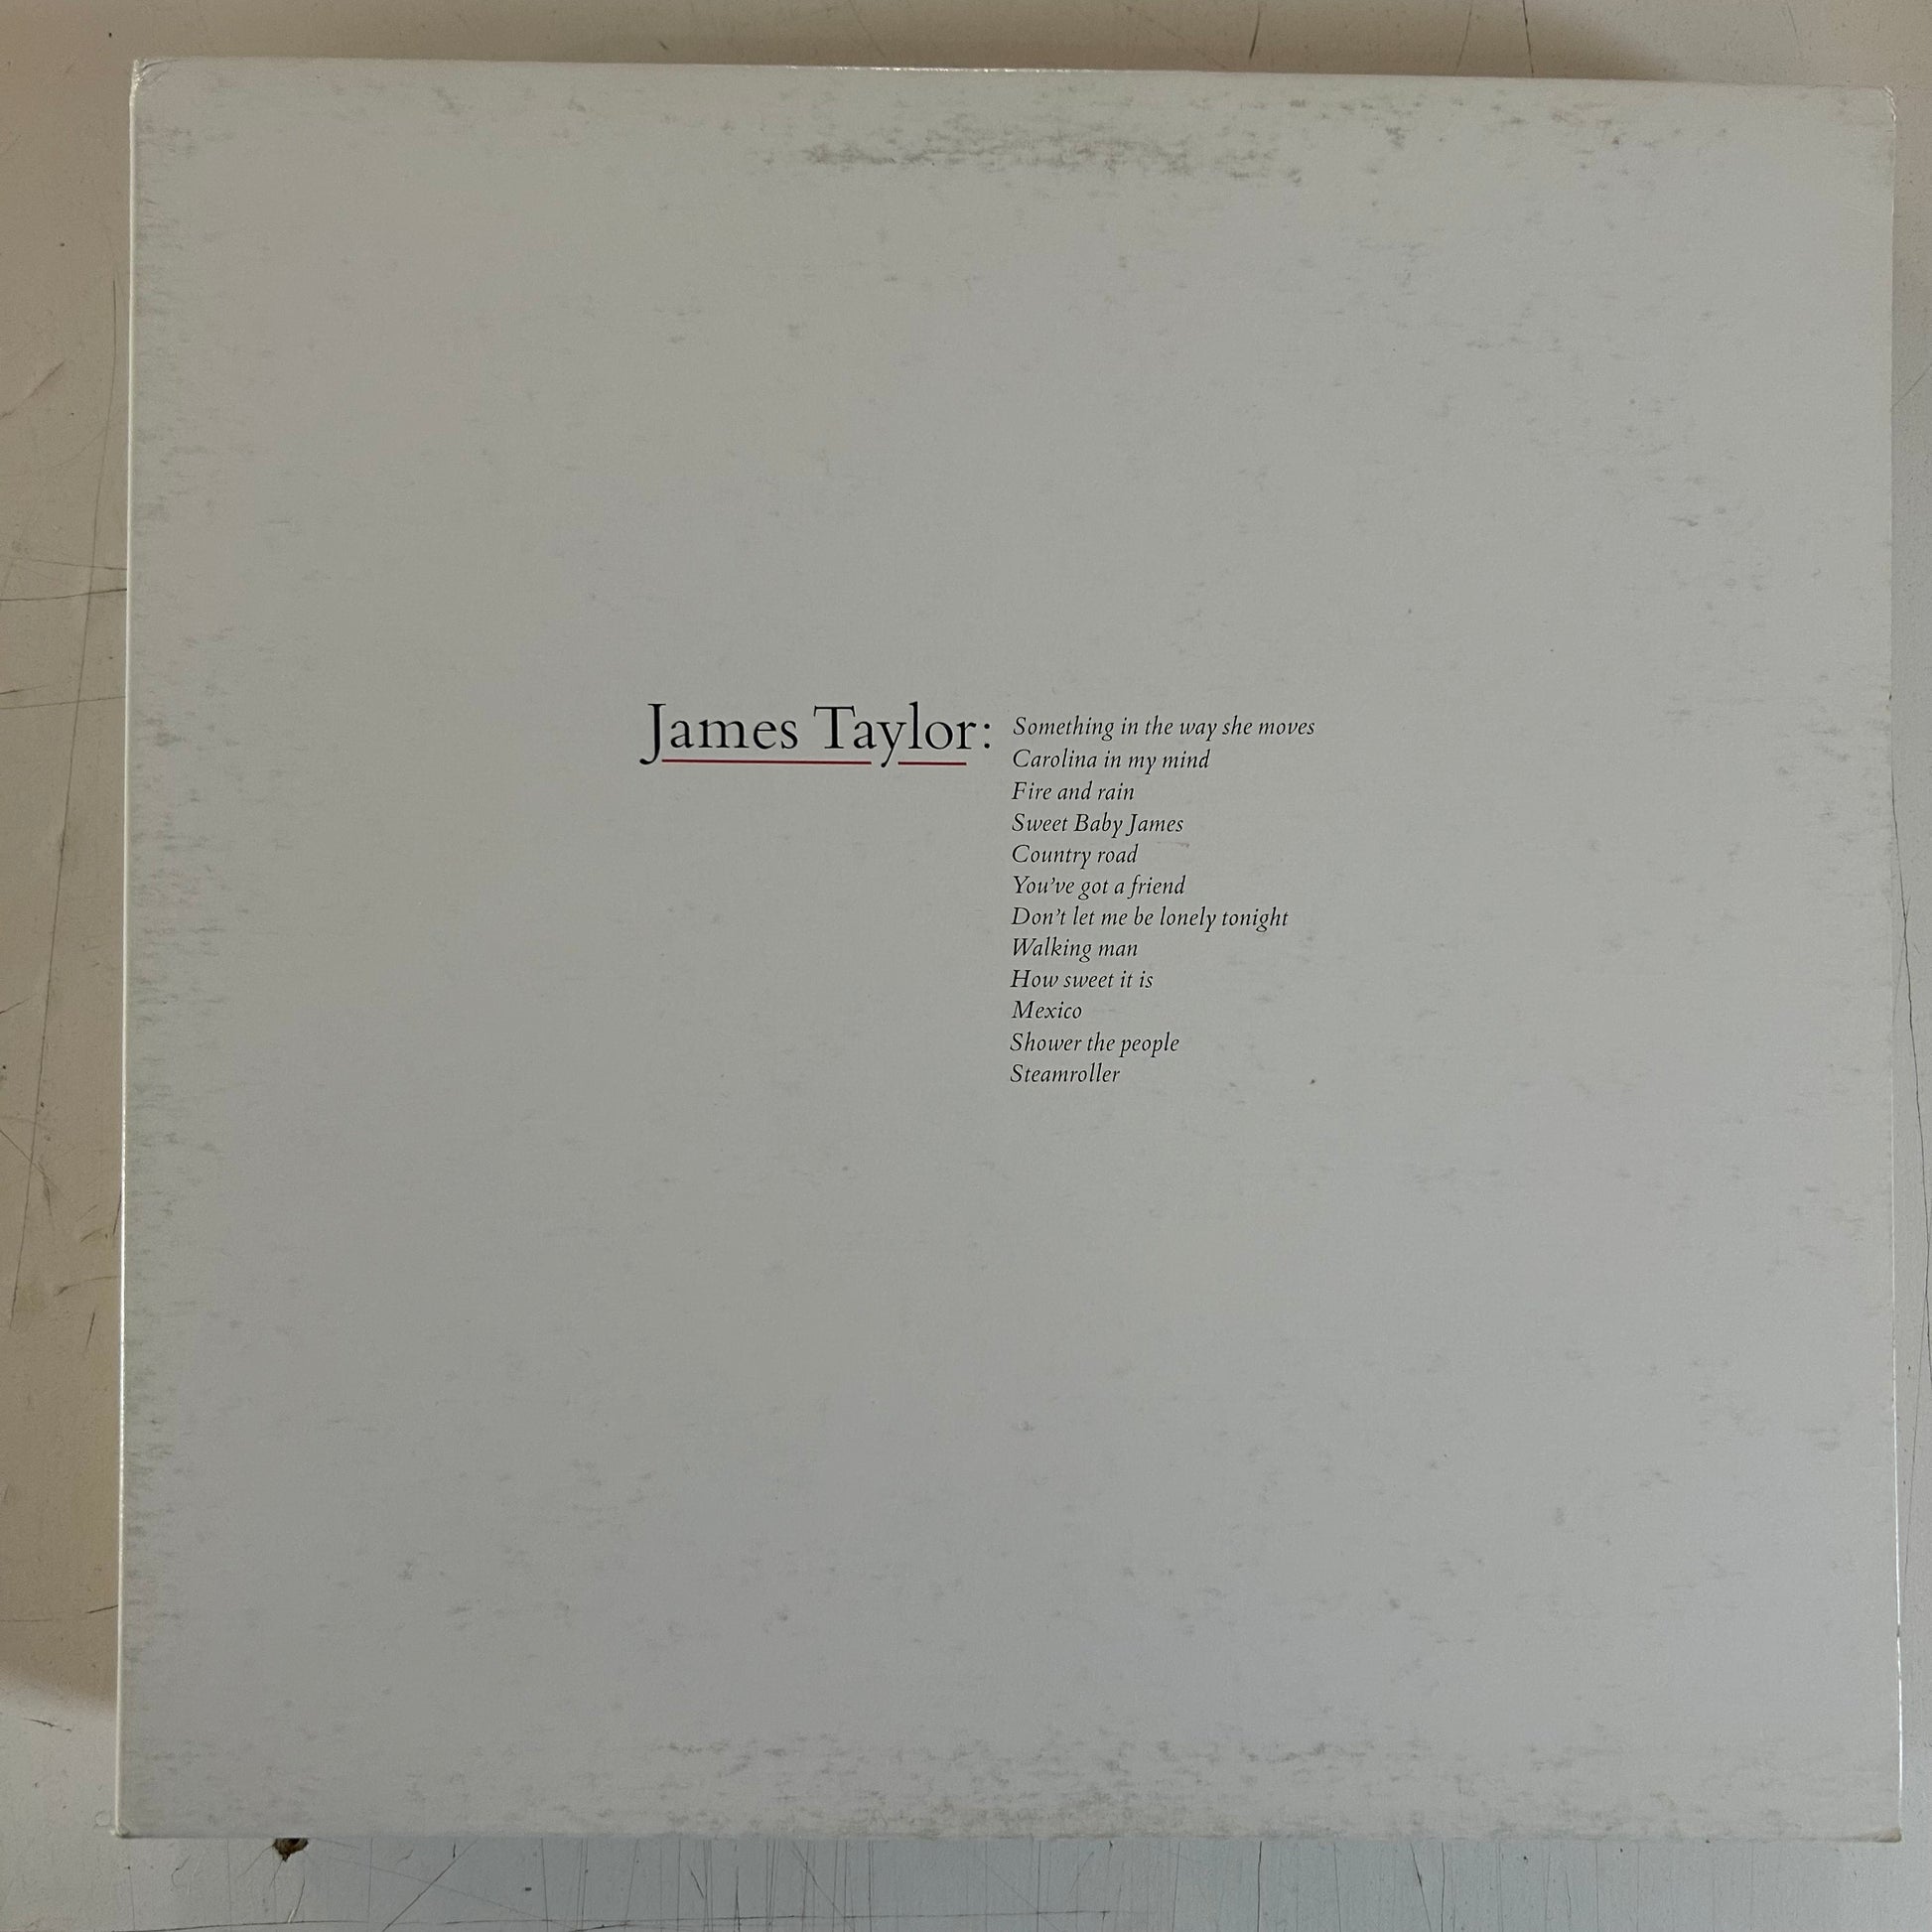 James Taylor: Something in the way she moves
Carolina in my mind
Fire and rain
Sweet Baby James
Country road
You’ve got a friend
Don’t let me be lonely tonight
Walking man
How sweet it is
Mexico
Shower the people
Steamroller